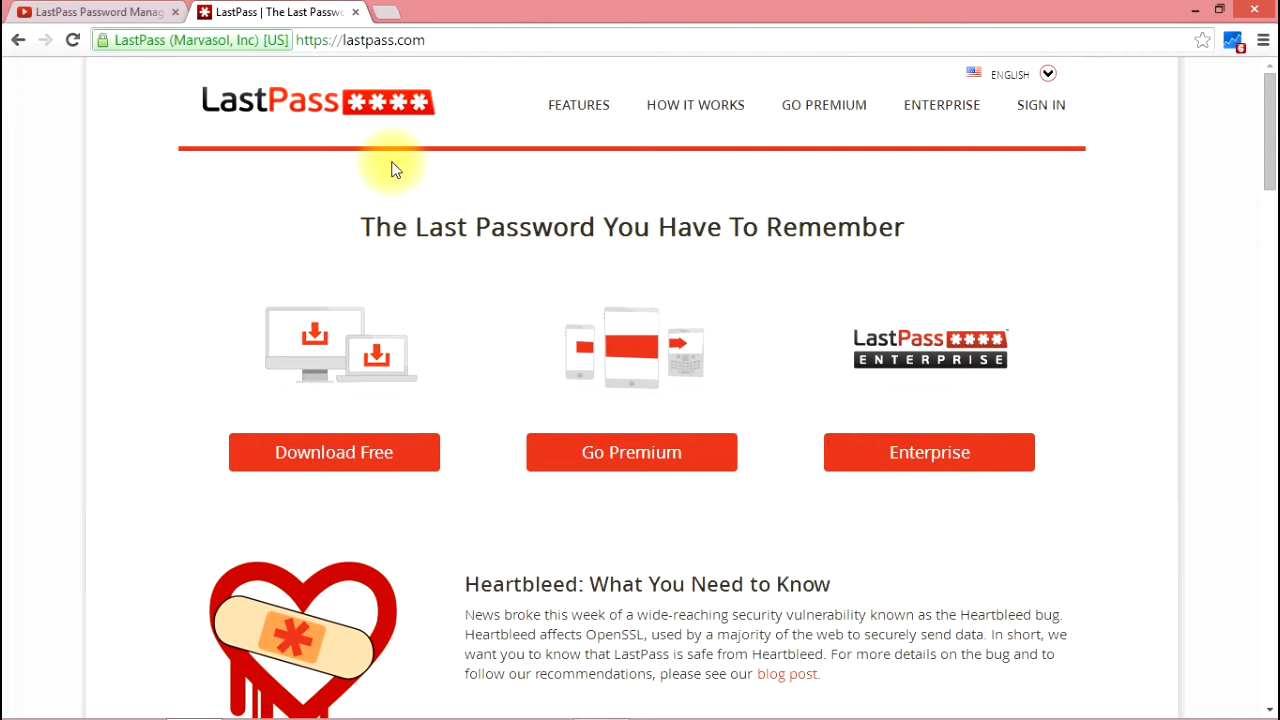 LastPass Password Manag
LastPass | The Last Passwo
LastPass (Marvasol, Inc) [US] https://lastpass.com
6
ENGLISH
LastPass ****
FEATURES HOW IT WORKS GO PREMIUM ENTERPRISE SIGN IN
The Last Password You Have To Remember
LastPass ****
ENTERPRISE
Download Free
Go Premium
Enterprise
Heartbleed: What You Need to Know
News broke this week of a wide-reaching security vulnerability known as the Heartbleed bug.
Heartbleed affects OpenSSL, used by a majority of the web to securely send data. In short, we
want you to know that LastPass is safe from Heartbleed. For more details on the bug and to
follow our recommendations, please see our blog post.